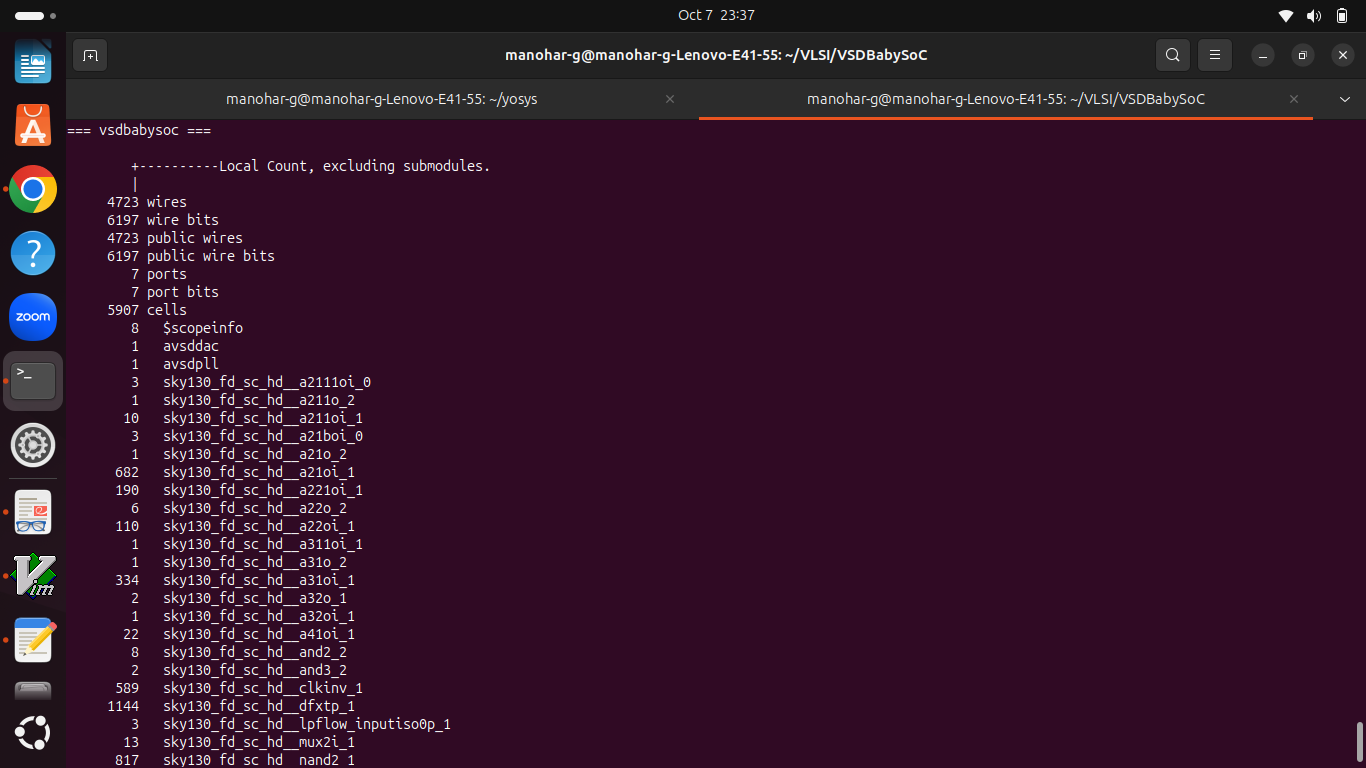 Oct 7 23:37
manohar-g@manohar-g-Lenovo-E41-55: ~/VLSI/VSDBabySoC
manohar-g@manohar-g-Lenovo-E41-55: ~/yosys
manohar-g@manohar-g-Lenovo-E41-55: ~/VLSI/VSDBabySoC
=== vsdbabysoc ===
+----------Local Count, excluding submodules.
|
4723 wires
6197 wire bits
4723 public wires
6197 public wire bits
7 ports
7 port bits
5907 cells
8 $scopeinfo
1 avsddac
1 avsdpll
3 sky130_fd_sc_hd__a2111oi_0
1 sky130_fd_sc_hd__a211o_2
10 sky130_fd_sc_hd__a211oi_1
3 sky130_fd_sc_hd__a21boi_0
1 sky130_fd_sc_hd__a21o_2
682 sky130_fd_sc_hd__a21oi_1
190 sky130_fd_sc_hd__a221oi_1
6 sky130_fd_sc_hd__a22o_2
110 sky130_fd_sc_hd__a22oi_1
1 sky130_fd_sc_hd__a311oi_1
1 sky130_fd_sc_hd__a31o_2
334 sky130_fd_sc_hd__a31oi_1
2 sky130_fd_sc_hd__a32o_1
1 sky130_fd_sc_hd__a32oi_1
22 sky130_fd_sc_hd__a41oi_1
8 sky130_fd_sc_hd__and2_2
2 sky130_fd_sc_hd__and3_2
589 sky130_fd_sc_hd__clkinv_1
1144 sky130_fd_sc_hd__dfxtp_1
3 sky130_fd_sc_hd__lpflow_inputiso0p_1
13 sky130_fd_sc_hd__mux2i_1
817 sky130_fd_sc_hd__nand2_1
zoom
Vim